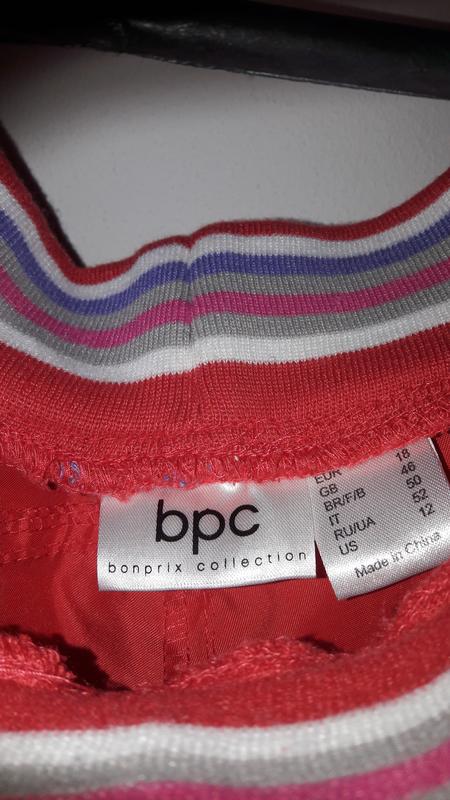 bpc
bonprix collection
EUR
GB 18
BR/F/B 46
IT 50
RU/UA 52
US 12
Made in China